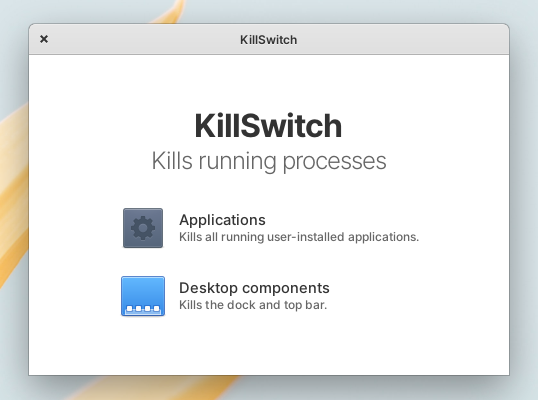 KillSwitch
KillSwitch
Kills running processes
Applications
Kills all running user-installed applications.
Desktop components
Kills the dock and top bar.